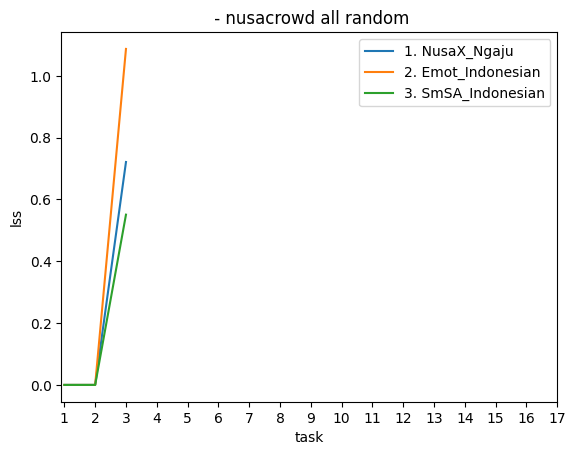 - nusacrowd all random
1. NusaX_Ngaju
2. Emot_Indonesian
3. SmSA_Indonesian
1.0
0.8
0.6
0.4
0.2
0.0
lss
1 2 3 4 5 6 7 8 9 10 11 12 13 14 15 16 17
task